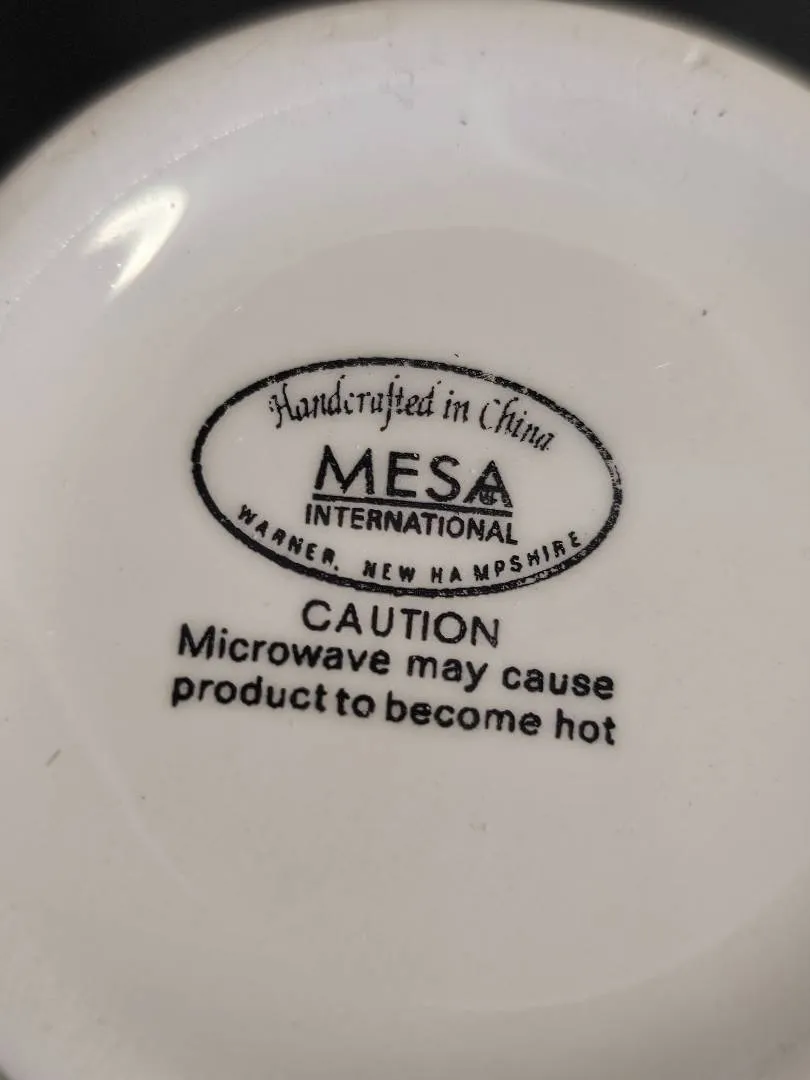 Handcrafted in China
MESA
INTERNATIONAL
WARNER, NEW HAMPSHIRE
CAUTION
Microwave may cause
product to become hot